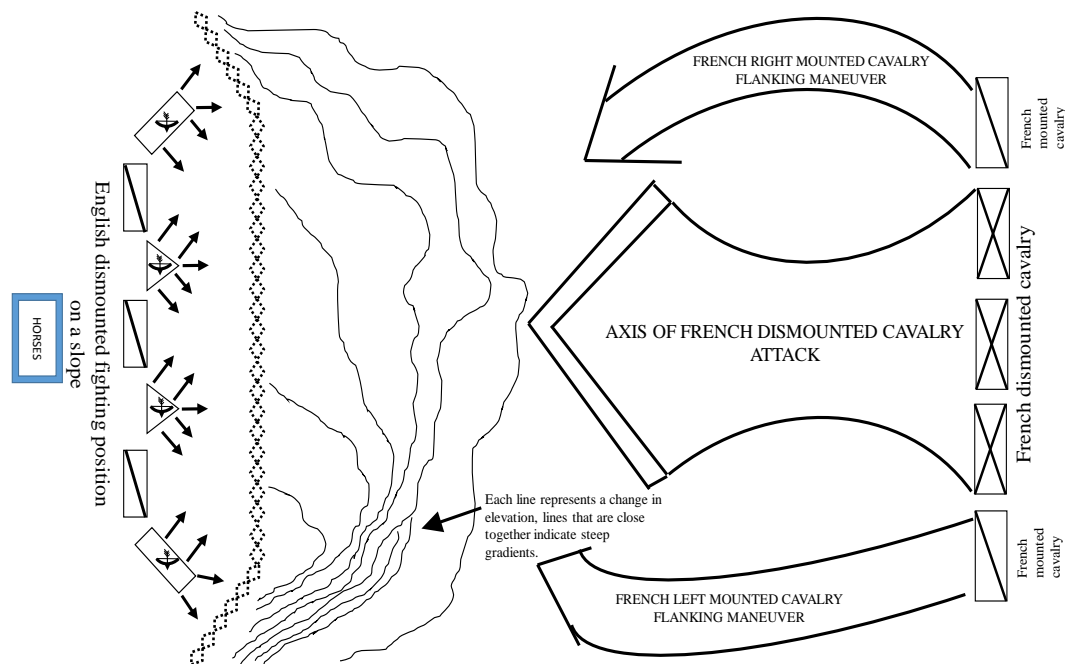 HORSES
English dismounted fighting position
on a slope
FRENCH RIGHT MOUNTED CAVALRY
FLANKING MANEUVER
French
mounted
cavalry
AXIS OF FRENCH DISMOUNTED CAVALRY
ATTACK
French dismounted cavalry
Each line represents a change in
elevation, lines that are close
together indicate steep
gradients.
FRENCH LEFT MOUNTED CAVALRY
FLANKING MANEUVER
French
mounted
cavalry